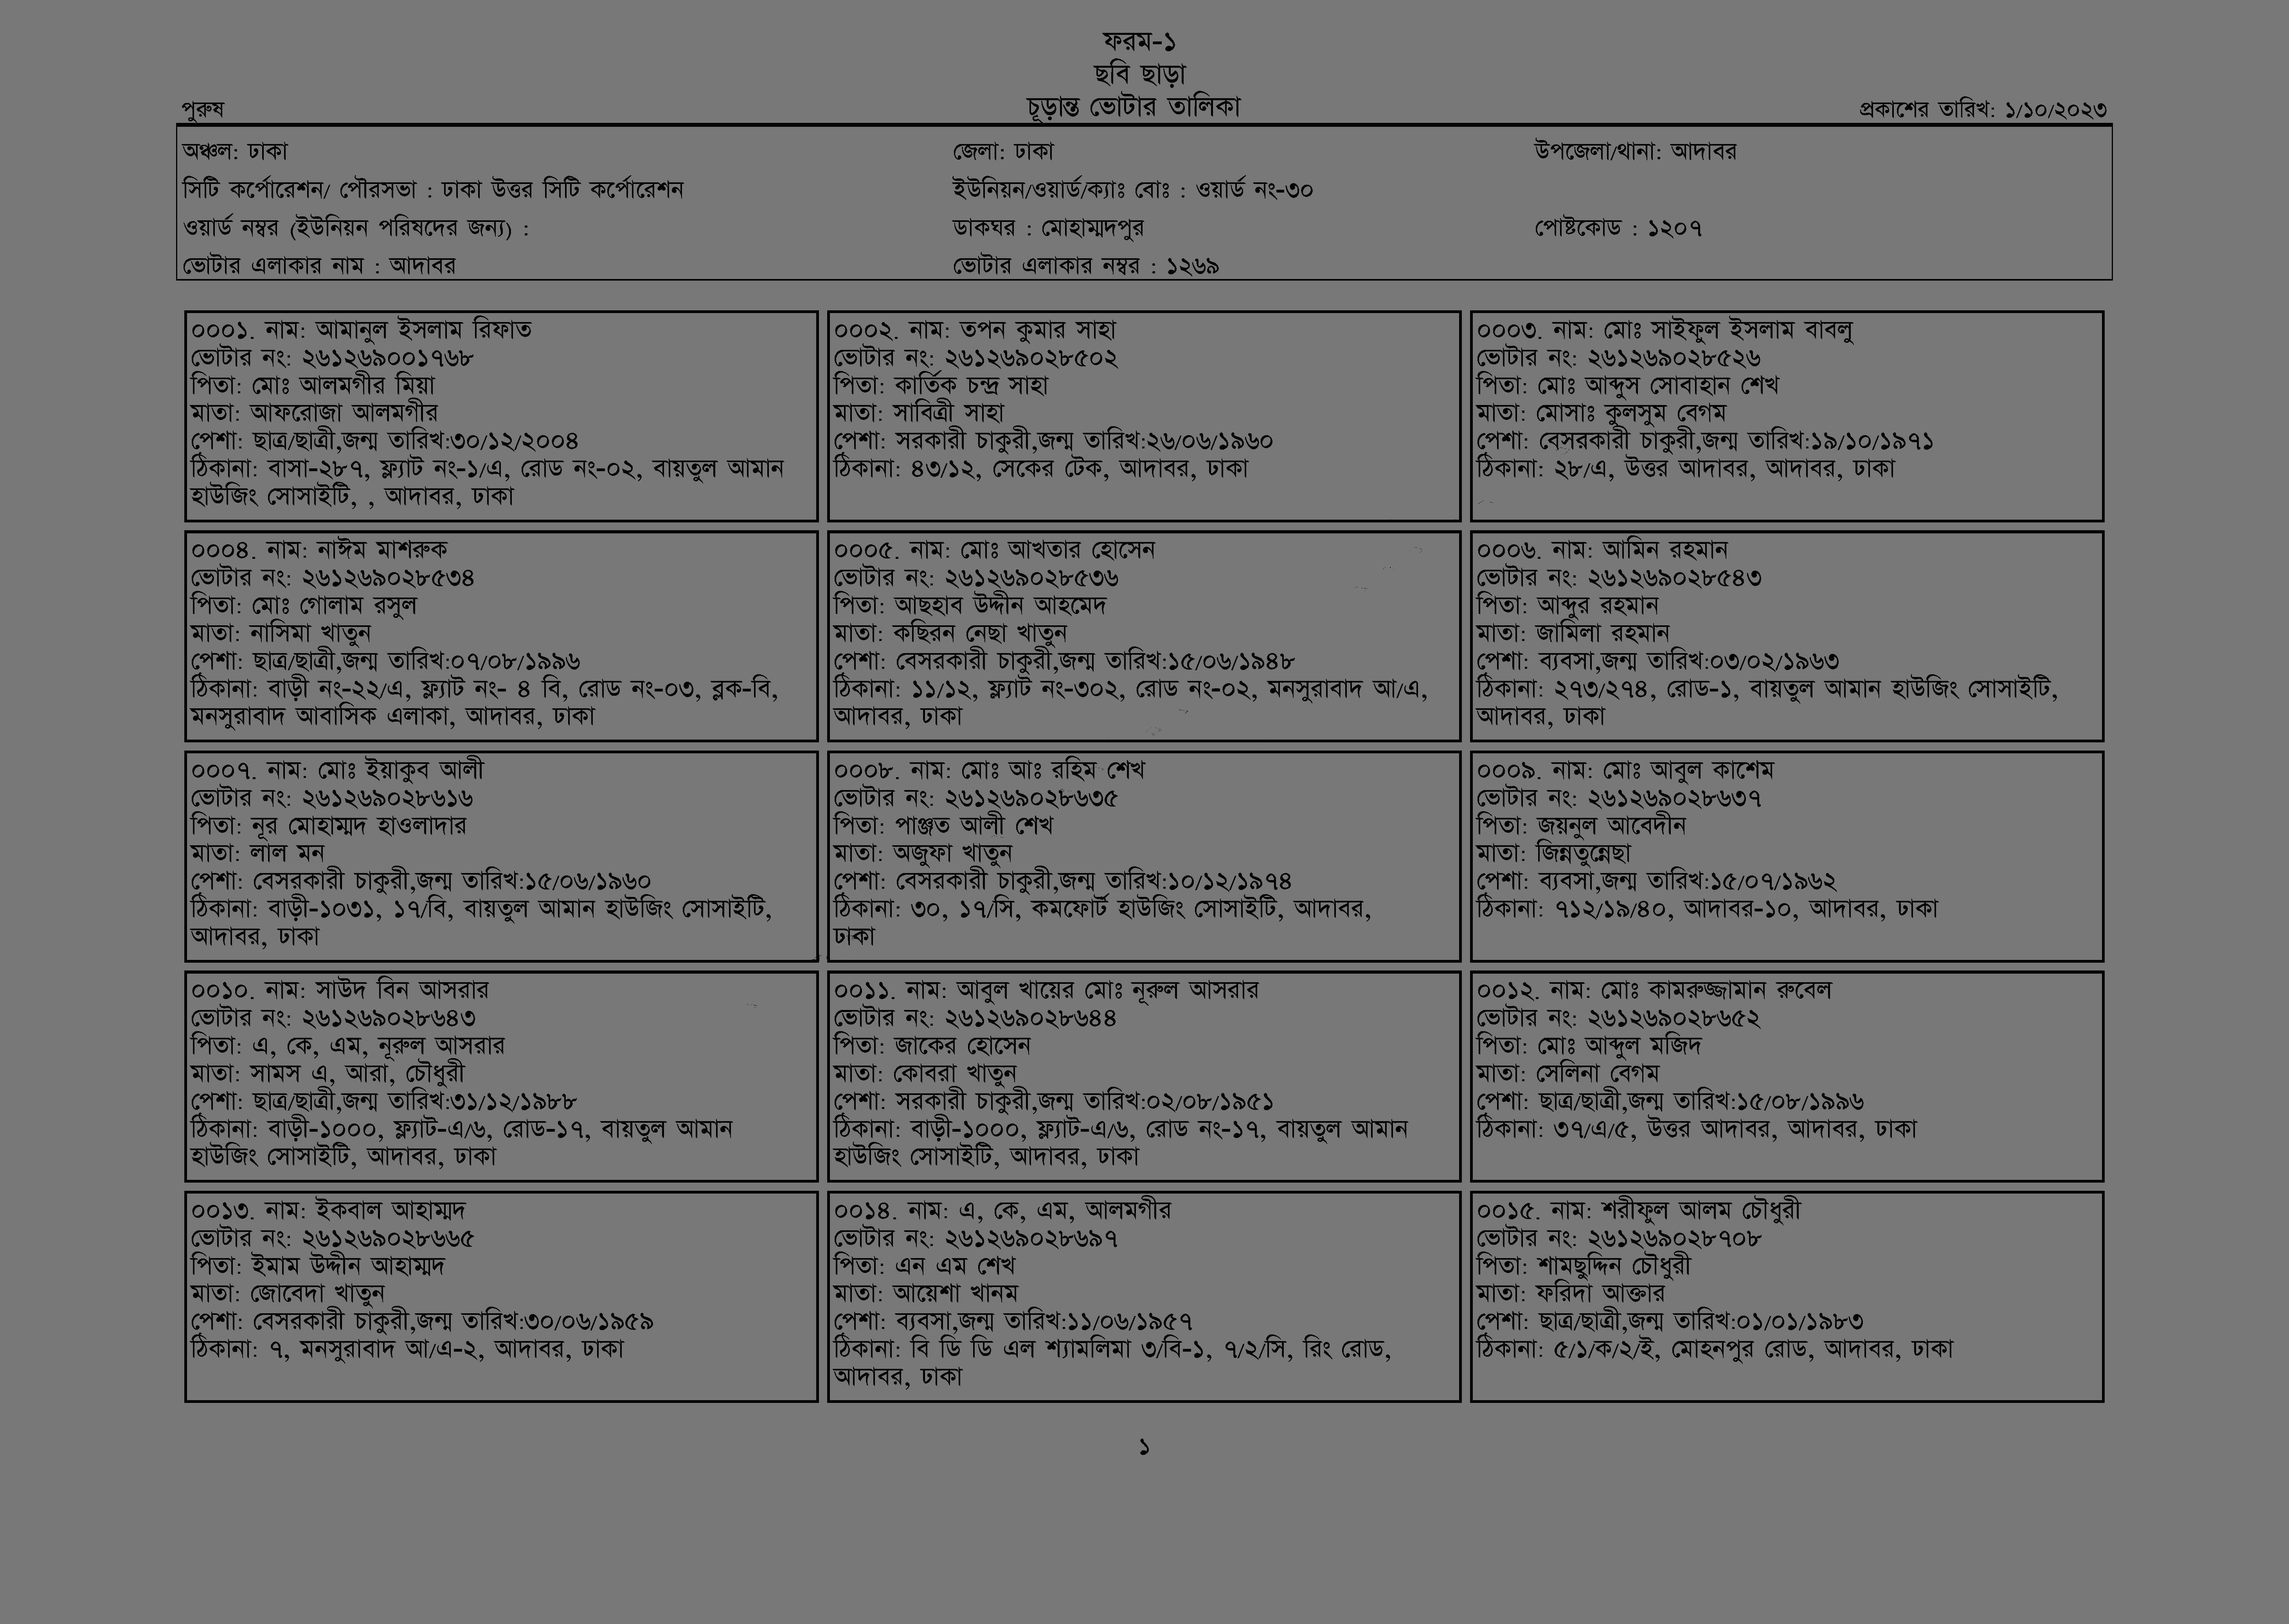 ফরম-১
ছবি ছাড়া
পুরুষ চূড়ান্ত ভোটার তালিকা প্রকাশের তারিখ: ১/১০/২০২৩
অঞ্চল: ঢাকা জেলা: ঢাকা উপজেলা/থানা: আদাবর
সিটি কর্পোরেশন/ পৌরসভা : ঢাকা উত্তর সিটি কর্পোরেশন ইউনিয়ন/ওয়ার্ড/ক্যাঃ বোঃ : ওয়ার্ড নং-৩০
ওয়ার্ড নম্বর (ইউনিয়ন পরিষদের জন্য) : ডাকঘর : মোহাম্মদপুর পোষ্টকোড : ১২০৭
ভোটার এলাকার নাম : আদাবর ভোটার এলাকার নম্বর : ১২৬৯
০০০১. নাম: আমানুল ইসলাম রিফাত
ভোটার নং: ২৬১২৬৯০০১৭৬৮
পিতা: মোঃ আলমগীর মিয়া
মাতা: আফরোজা আলমগীর
পেশা: ছাত্র/ছাত্রী,জন্ম তারিখ:৩০/১২/২০০৪
ঠিকানা: বাসা-২৮৭, ফ্ল্যাট নং-১/এ, রোড নং-০২, বায়তুল আমান
হাউজিং সোসাইটি, , আদাবর, ঢাকা
০০০২. নাম: তপন কুমার সাহা
ভোটার নং: ২৬১২৬৯০২৮৫০২
পিতা: কার্তিক চন্দ্র সাহা
মাতা: সাবিত্রী সাহা
পেশা: সরকারী চাকুরী,জন্ম তারিখ:২৬/০৬/১৯৬০
ঠিকানা: ৪৩/১২, সেকের টেক, আদাবর, ঢাকা
০০০৩. নাম: মোঃ সাইফুল ইসলাম বাবলু
ভোটার নং: ২৬১২৬৯০২৮৫২৬
পিতা: মোঃ আব্দুস সোবাহান শেখ
মাতা: মোসাঃ কুলসুম বেগম
পেশা: বেসরকারী চাকুরী,জন্ম তারিখ:১৯/১০/১৯৭১
ঠিকানা: ২৮/এ, উত্তর আদাবর, আদাবর, ঢাকা
০০০৪. নাম: নাঈম মাশরুক
ভোটার নং: ২৬১২৬৯০২৮৫৩৪
পিতা: মোঃ গোলাম রসুল
মাতা: নাসিমা খাতুন
পেশা: ছাত্র/ছাত্রী,জন্ম তারিখ:০৭/০৮/১৯৯৬
ঠিকানা: বাড়ী নং-২২/এ, ফ্ল্যাট নং- ৪ বি, রোড নং-০৩, ব্লক-বি,
মনসুরাবাদ আবাসিক এলাকা, আদাবর, ঢাকা
০০০৫. নাম: মোঃ আখতার হোসেন
ভোটার নং: ২৬১২৬৯০২৮৫৩৬
পিতা: আছহাব উদ্দীন আহমেদ
মাতা: কছিরন নেছা খাতুন
পেশা: বেসরকারী চাকুরী,জন্ম তারিখ:১৫/০৬/১৯৪৮
ঠিকানা: ১১/১২, ফ্ল্যাট নং-৩০২, রোড নং-০২, মনসুরাবাদ আ/এ,
আদাবর, ঢাকা
০০০৬. নাম: আমিন রহমান
ভোটার নং: ২৬১২৬৯০২৮৫৪৩
পিতা: আব্দুর রহমান
মাতা: জামিলা রহমান
পেশা: ব্যবসা,জন্ম তারিখ:০৩/০২/১৯৬৩
ঠিকানা: ২৭৩/২৭৪, রোড-১, বায়তুল আমান হাউজিং সোসাইটি,
আদাবর, ঢাকা
০০০৭. নাম: মোঃ ইয়াকুব আলী
ভোটার নং: ২৬১২৬৯০২৮৬১৬
পিতা: নূর মোহাম্মদ হাওলাদার
মাতা: লাল মন
পেশা: বেসরকারী চাকুরী,জন্ম তারিখ:১৫/০৬/১৯৬০
ঠিকানা: বাড়ী-১০৩১, ১৭/বি, বায়তুল আমান হাউজিং সোসাইটি,
আদাবর, ঢাকা
০০০৮. নাম: মোঃ আঃ রহিম শেখ
ভোটার নং: ২৬১২৬৯০২৮৬৩৫
পিতা: পাঞ্জত আলী শেখ
মাতা: অজুফা খাতুন
পেশা: বেসরকারী চাকুরী,জন্ম তারিখ:১০/১২/১৯৭৪
ঠিকানা: ৩০, ১৭/সি, কমফোর্ট হাউজিং সোসাইটি, আদাবর,
ঢাকা
০০০৯. নাম: মোঃ আবুল কাশেম
ভোটার নং: ২৬১২৬৯০২৮৬৩৭
পিতা: জয়নুল আবেদীন
মাতা: জিন্নতুন্নেছা
পেশা: ব্যবসা,জন্ম তারিখ:১৫/০৭/১৯৬২
ঠিকানা: ৭১২/১৯/৪০, আদাবর-১০, আদাবর, ঢাকা
০০১০. নাম: সাউদ বিন আসরার
ভোটার নং: ২৬১২৬৯০২৮৬৪৩
পিতা: এ, কে, এম, নূরুল আসরার
মাতা: সামস এ, আরা, চৌধুরী
পেশা: ছাত্র/ছাত্রী,জন্ম তারিখ:৩১/১২/১৯৮৮
ঠিকানা: বাড়ী-১০০০, ফ্ল্যাট-এ/৬, রোড-১৭, বায়তুল আমান
হাউজিং সোসাইটি, আদাবর, ঢাকা
০০১১. নাম: আবুল খায়ের মোঃ নূরুল আসরার
ভোটার নং: ২৬১২৬৯০২৮৬৪৪
পিতা: জাকের হোসেন
মাতা: কোবরা খাতুন
পেশা: সরকারী চাকুরী,জন্ম তারিখ:০২/০৮/১৯৫১
ঠিকানা: বাড়ী-১০০০, ফ্ল্যাট-এ/৬, রোড নং-১৭, বায়তুল আমান
হাউজিং সোসাইটি, আদাবর, ঢাকা
০০১২. নাম: মোঃ কামরুজ্জামান রুবেল
ভোটার নং: ২৬১২৬৯০২৮৬৫২
পিতা: মোঃ আব্দুল মজিদ
মাতা: সেলিনা বেগম
পেশা: ছাত্র/ছাত্রী,জন্ম তারিখ:১৫/০৮/১৯৯৬
ঠিকানা: ৩৭/এ/৫, উত্তর আদাবর, আদাবর, ঢাকা
০০১৩. নাম: ইকবাল আহাম্মদ
ভোটার নং: ২৬১২৬৯০২৮৬৬৫
পিতা: ইমাম উদ্দীন আহাম্মদ
মাতা: জোবেদা খাতুন
পেশা: বেসরকারী চাকুরী,জন্ম তারিখ:৩০/০৬/১৯৫৯
ঠিকানা: ৭, মনসুরাবাদ আ/এ-২, আদাবর, ঢাকা
০০১৪. নাম: এ, কে, এম, আলমগীর
ভোটার নং: ২৬১২৬৯০২৮৬৯৭
পিতা: এন এম শেখ
মাতা: আয়েশা খানম
পেশা: ব্যবসা,জন্ম তারিখ:১১/০৬/১৯৫৭
ঠিকানা: বি ডি ডি এল শ্যামলিমা ৩/বি-১, ৭/২/সি, রিং রোড,
আদাবর, ঢাকা
০০১৫. নাম: শরীফুল আলম চৌধুরী
ভোটার নং: ২৬১২৬৯০২৮৭০৮
পিতা: শামছুদ্দিন চৌধুরী
মাতা: ফরিদা আক্তার
পেশা: ছাত্র/ছাত্রী,জন্ম তারিখ:০১/০১/১৯৮৩
ঠিকানা: ৫/১/ক/২/ই, মোহনপুর রোড, আদাবর, ঢাকা
১